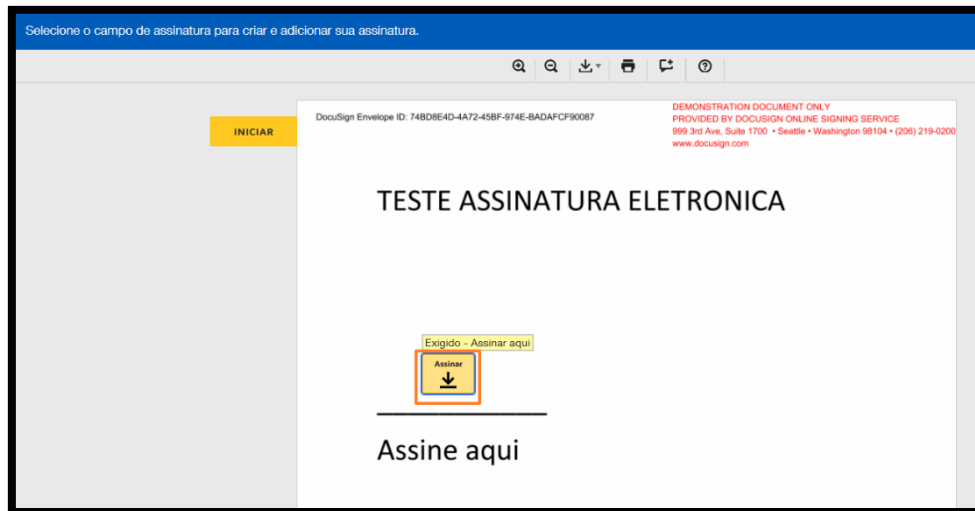 Selecione o campo de assinatura para criar e adicionar sua assinatura.
INICIAR
DocuSign Envelope ID: 74BD8E4D-4A72-45BF-974E-BADAFCF90087
DEMONSTRATION DOCUMENT ONLY
PROVIDED BY DOCUSIGN ONLINE SIGNING SERVICE
999 3rd Ave, Suite 1700 • Seattle • Washington 98104 • (206) 219-0200
www.docusign.com
TESTE ASSINATURA ELETRONICA
Exigido - Assinar aqui
Assinar
Assine aqui